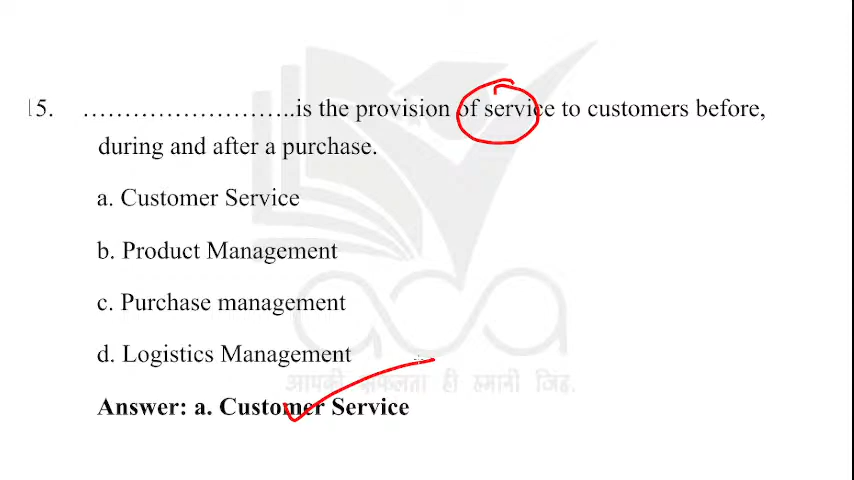 15. ..........................is the provision of service to customers before,
during and after a purchase.
a. Customer Service
b. Product Management
c. Purchase management
d. Logistics Management
आपकी सफलता ही हमारी जिद.
Answer: a. Customer Service